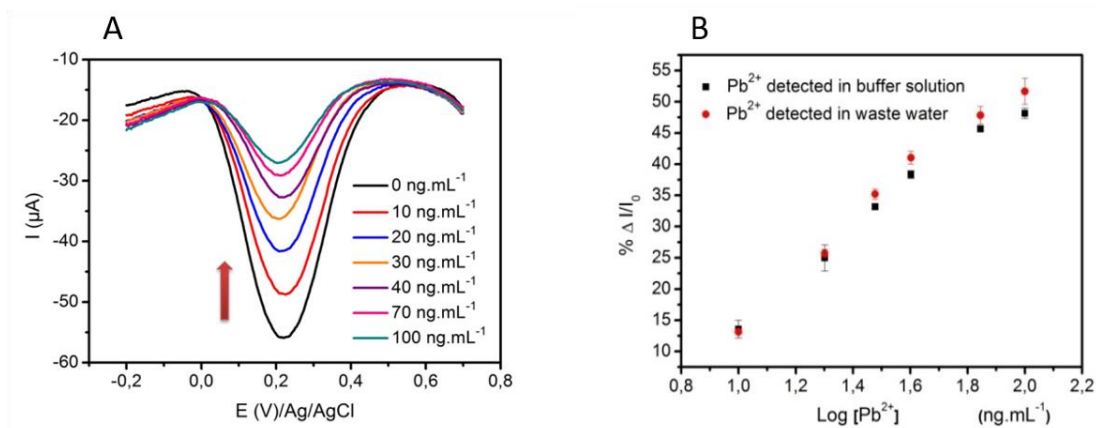 A
-10
-20
-30
-40
-50
-60
I (µA)
0 ng.mL⁻¹
10 ng.mL⁻¹
20 ng.mL⁻¹
30 ng.mL⁻¹
40 ng.mL⁻¹
70 ng.mL⁻¹
100 ng.mL⁻¹
-0,2 0,0 0,2 0,4 0,6 0,8
E (V)/Ag/AgCl
B
55
50
45
40
35
30
25
20
15
10
% Δ I/I₀
Pb²⁺ detected in buffer solution
Pb²⁺ detected in waste water
0,8 1,0 1,2 1,4 1,6 1,8 2,0 2,2
Log [Pb²⁺] (ng.mL⁻¹)